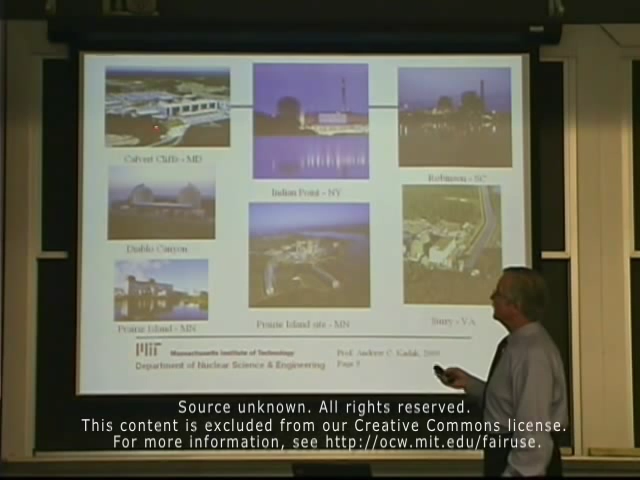 Calvert Cliffs - MD
Indian Point - NY
Robinson - SC
Diablo Canyon
Prairie Island - MN
Prairie Island site - MN
Surry - VA
MIT
Massachusetts Institute of Technology
Department of Nuclear Science & Engineering
Prof. Andrew C. Kadak, 2008
Page 5
Source unknown. All rights reserved.
This content is excluded from our Creative Commons license.
For more information, see http://ocw.mit.edu/fairuse.